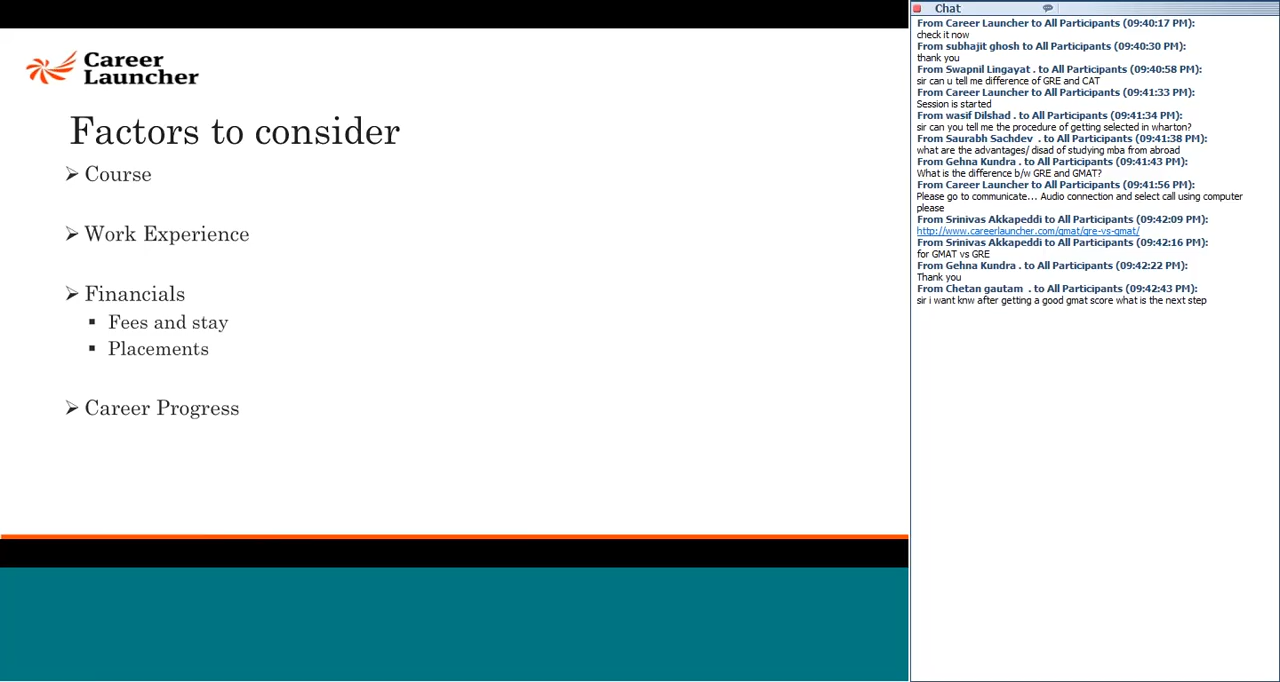 Career
Launcher
Factors to consider
Course
Work Experience
Financials
Fees and stay
Placements
Career Progress
Chat
From Career Launcher to All Participants (09:40:17 PM):
check it now
From subhajit ghosh to All Participants (09:40:30 PM):
thank you
From Swapnil Lingayat . to All Participants (09:40:58 PM):
sir can u tell me difference of GRE and CAT
From Career Launcher to All Participants (09:41:33 PM):
Session is started
From wasif Dilshad . to All Participants (09:41:34 PM):
sir can you tell me the procedure of getting selected in wharton?
From Saurabh Sachdev . to All Participants (09:41:38 PM):
what are the advantages/ disad of studying mba from abroad
From Gehna Kundra . to All Participants (09:41:43 PM):
What is the difference b/w GRE and GMAT?
From Career Launcher to All Participants (09:41:56 PM):
Please go to communicate... Audio connection and select call using computer
please
From Srinivas Akkapeddi to All Participants (09:42:09 PM):
http://www.careerlauncher.com/gmat/gre-vs-gmat/
From Srinivas Akkapeddi to All Participants (09:42:16 PM):
for GMAT vs GRE
From Gehna Kundra . to All Participants (09:42:22 PM):
Thank you
From Chetan gautam . to All Participants (09:42:43 PM):
sir i want knw after getting a good gmat score what is the next step